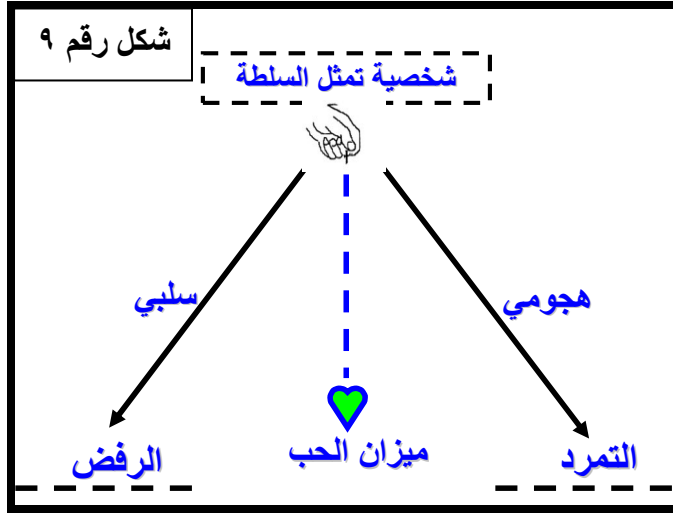 شكل رقم ٩
شخصية تمثل السلطة
هجومي
سلبي
التمرد
ميزان الحب
الرفض